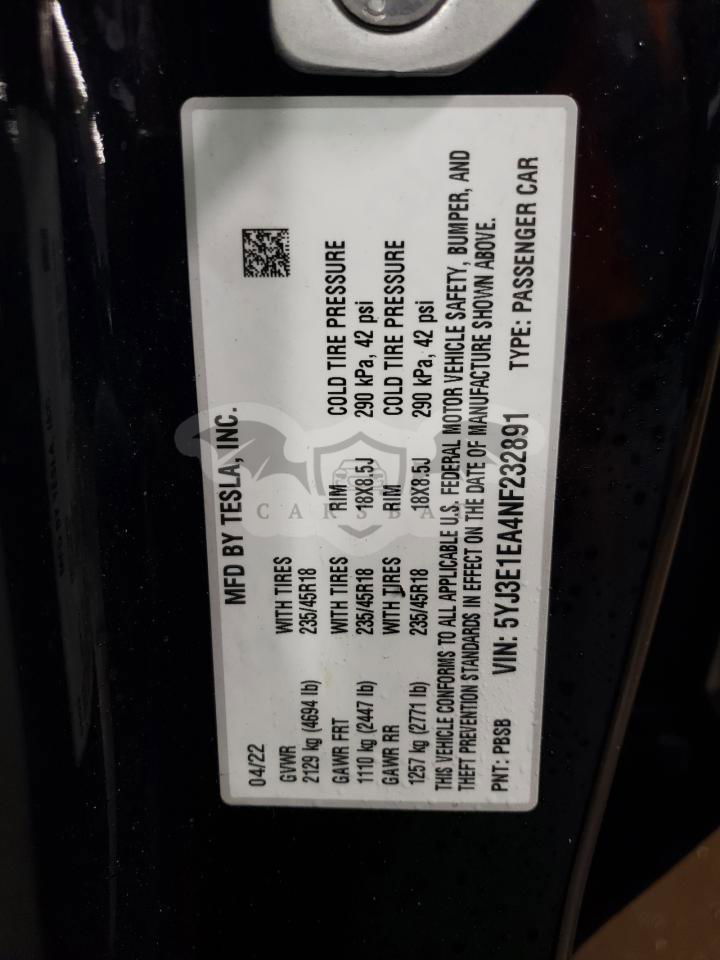 MFD BY TESLA, INC.
04/22
GVWR WITH TIRES
2129 kg (4694 lb) 235/45R18
GAWR FRT WITH TIRES RIM COLD TIRE PRESSURE
1110 kg (2447 lb) 235/45R18 18X8.5J 290 kPa, 42 psi
GAWR RR WITH TIRES RIM COLD TIRE PRESSURE
1257 kg (2771 lb) 235/45R18 18X8.5J 290 kPa, 42 psi
THIS VEHICLE CONFORMS TO ALL APPLICABLE U.S. FEDERAL MOTOR VEHICLE SAFETY, BUMPER, AND
THEFT PREVENTION STANDARDS IN EFFECT ON THE DATE OF MANUFACTURE SHOWN ABOVE.
PNT: PBSB VIN: 5YJ3E1EA4NF232891 TYPE: PASSENGER CAR